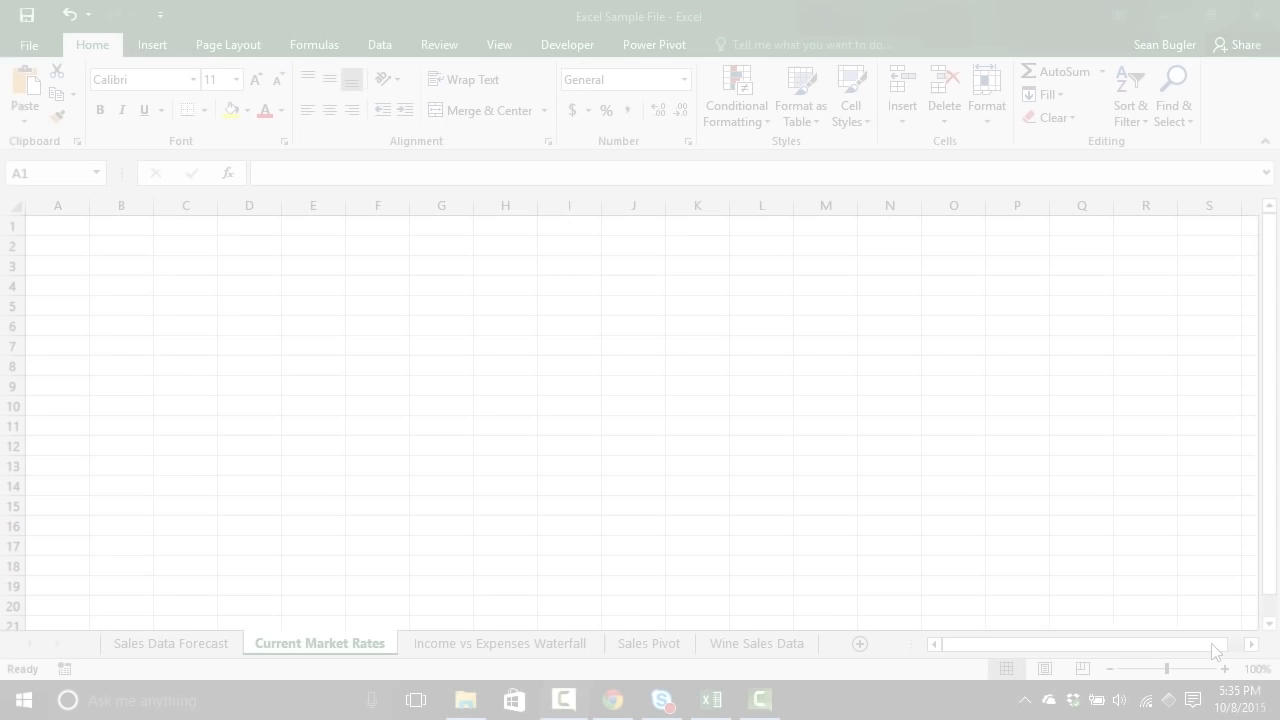 Excel Sample File - Excel
File Home Insert Page Layout Formulas Data Review View Developer Power Pivot Tell me what you want to do... Sean Bugler Share
Calibri 11 Wrap Text General AutoSum
Paste B I U Merge & Center $ % , Conditional Formatting Format as Table Cell Styles Insert Delete Format Fill Clear Sort & Filter Find & Select
Clipboard Font Alignment Number Styles Cells Editing
A1 fx
A B C D E F G H I J K L M N O P Q R S
1
2
3
4
5
6
7
8
9
10
11
12
13
14
15
16
17
18
19
20
21
Sales Data Forecast Current Market Rates Income vs Expenses Waterfall Sales Pivot Wine Sales Data
Ready 100%
Ask me anything 5:35 PM
10/8/2015